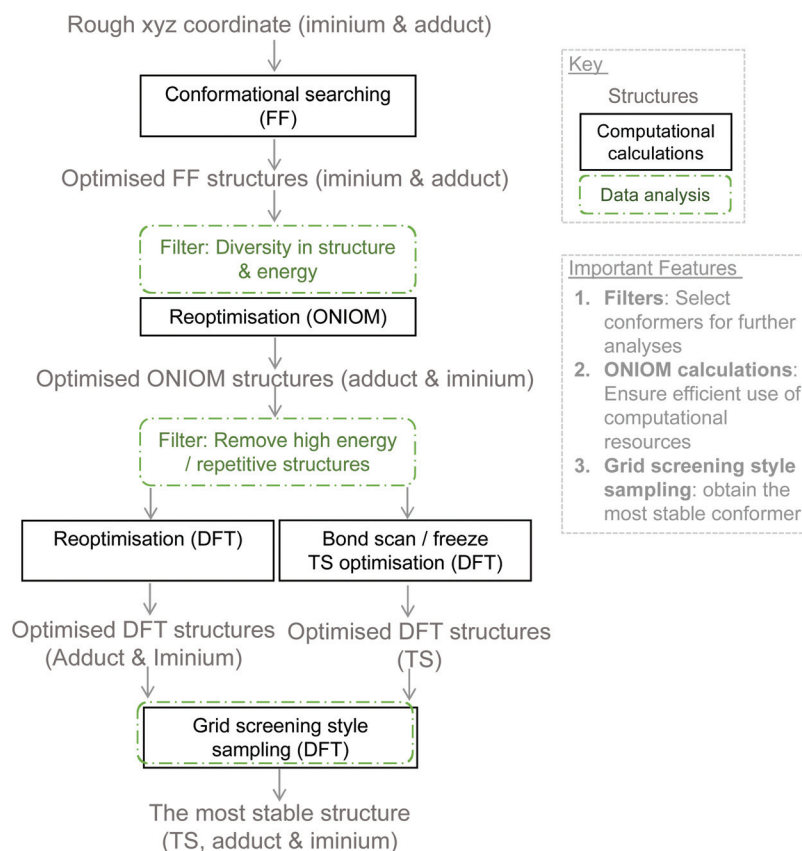 Rough xyz coordinate (iminium & adduct)
Conformational searching
(FF)
Optimised FF structures (iminium & adduct)
Filter: Diversity in structure
& energy
Reoptimisation (ONIOM)
Optimised ONIOM structures (adduct & iminium)
Filter: Remove high energy
/ repetitive structures
Reoptimisation (DFT)
Bond scan / freeze
TS optimisation (DFT)
Optimised DFT structures
(Adduct & Iminium)
Optimised DFT structures
(TS)
Grid screening style
sampling (DFT)
The most stable structure
(TS, adduct & iminium)
Key
Structures
Computational
calculations
Data analysis
Important Features
1. Filters: Select
conformers for further
analyses
2. ONIOM calculations:
Ensure efficient use of
computational
resources
3. Grid screening style
sampling: obtain the
most stable conformer